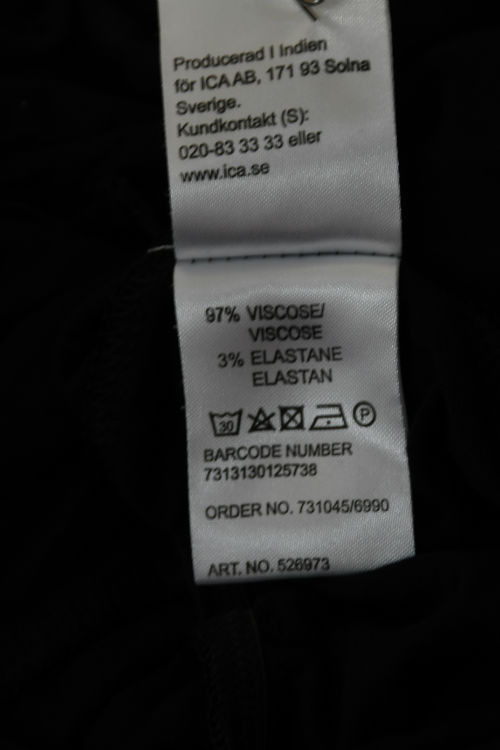 Producerad I Indien
för ICA AB, 171 93 Solna
Sverige.
Kundkontakt (S):
020-83 33 33 eller
www.ica.se
97% VISCOSE/
VISCOSE
3% ELASTANE
ELASTAN
30 P
BARCODE NUMBER
7313130125738
ORDER NO. 731045/6990
ART. NO. 526973